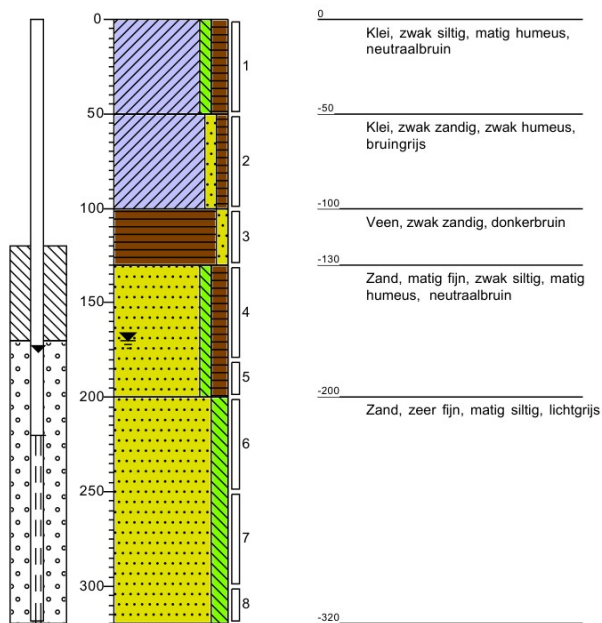 0
50
100
150
200
250
300
1
2
3
4
5
6
7
8
0
Klei, zwak siltig, matig humeus,
neutraalbruin
-50
Klei, zwak zandig, zwak humeus,
bruingrijs
-100
Veen, zwak zandig, donkerbruin
-130
Zand, matig fijn, zwak siltig, matig
humeus, neutraalbruin
-200
Zand, zeer fijn, matig siltig, lichtgrijs
-320